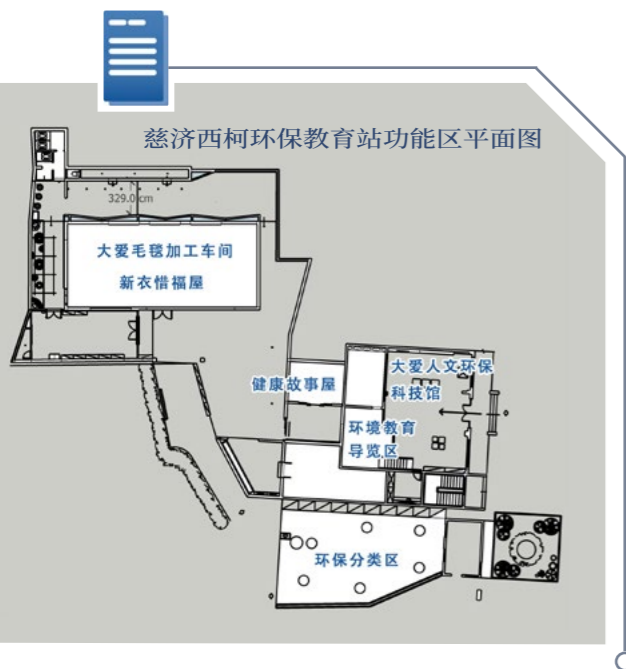 慈济西柯环保教育站功能区平面图
329.0 cm
大爱毛毯加工车间
新衣惜福屋
健康故事屋
大爱人文环保
科技馆
环境教育
导览区
环保分类区